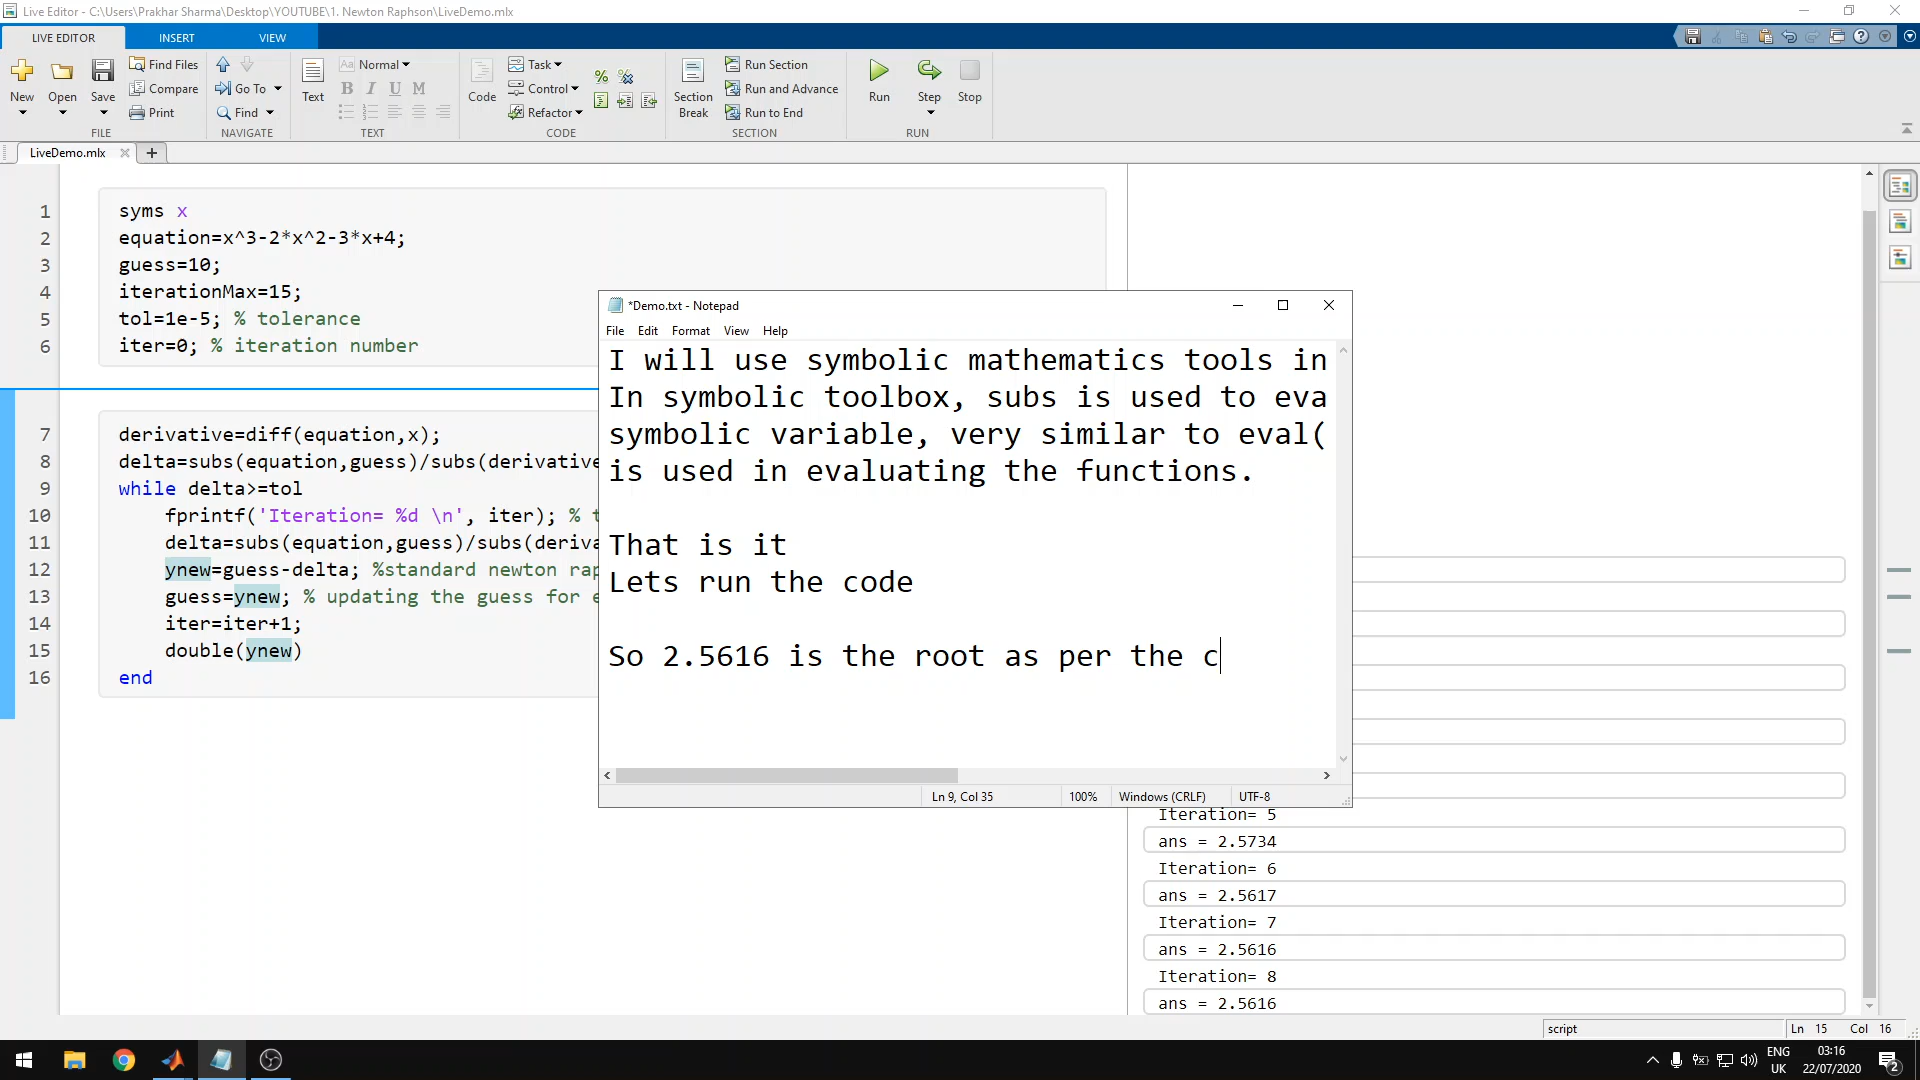 Live Editor - C:\Users\Prakhar Sharma\Desktop\YOUTUBE\1. Newton Raphson\LiveDemo.mlx
LIVE EDITOR INSERT VIEW
New Open Save Find Files Compare Print
FILE
Go To Find
NAVIGATE
Text Aa Normal B I U M
TEXT
Code Task Control Refactor
CODE
Section Break Run Section Run and Advance Run to End
SECTION
Run Step Stop
RUN
LiveDemo.mlx
1 syms x
2 equation=x^3-2*x^2-3*x+4;
3 guess=10;
4 iterationMax=15;
5 tol=1e-5; % tolerance
6 iter=0; % iteration number
7 derivative=diff(equation,x);
8 delta=subs(equation,guess)/subs(derivative
9 while delta>=tol
10 fprintf('Iteration= %d \n', iter); % t
11 delta=subs(equation,guess)/subs(deriva
12 ynew=guess-delta; %standard newton rap
13 guess=ynew; % updating the guess for e
14 iter=iter+1;
15 double(ynew)
16 end
*Demo.txt - Notepad
File Edit Format View Help
I will use symbolic mathematics tools in
In symbolic toolbox, subs is used to eva
symbolic variable, very similar to eval(
is used in evaluating the functions.
That is it
Lets run the code
So 2.5616 is the root as per the c
Ln 9, Col 35 100% Windows (CRLF) UTF-8
Iteration= 5
ans = 2.5734
Iteration= 6
ans = 2.5617
Iteration= 7
ans = 2.5616
Iteration= 8
ans = 2.5616
script Ln 15 Col 16
ENG
UK
03:16
22/07/2020
2